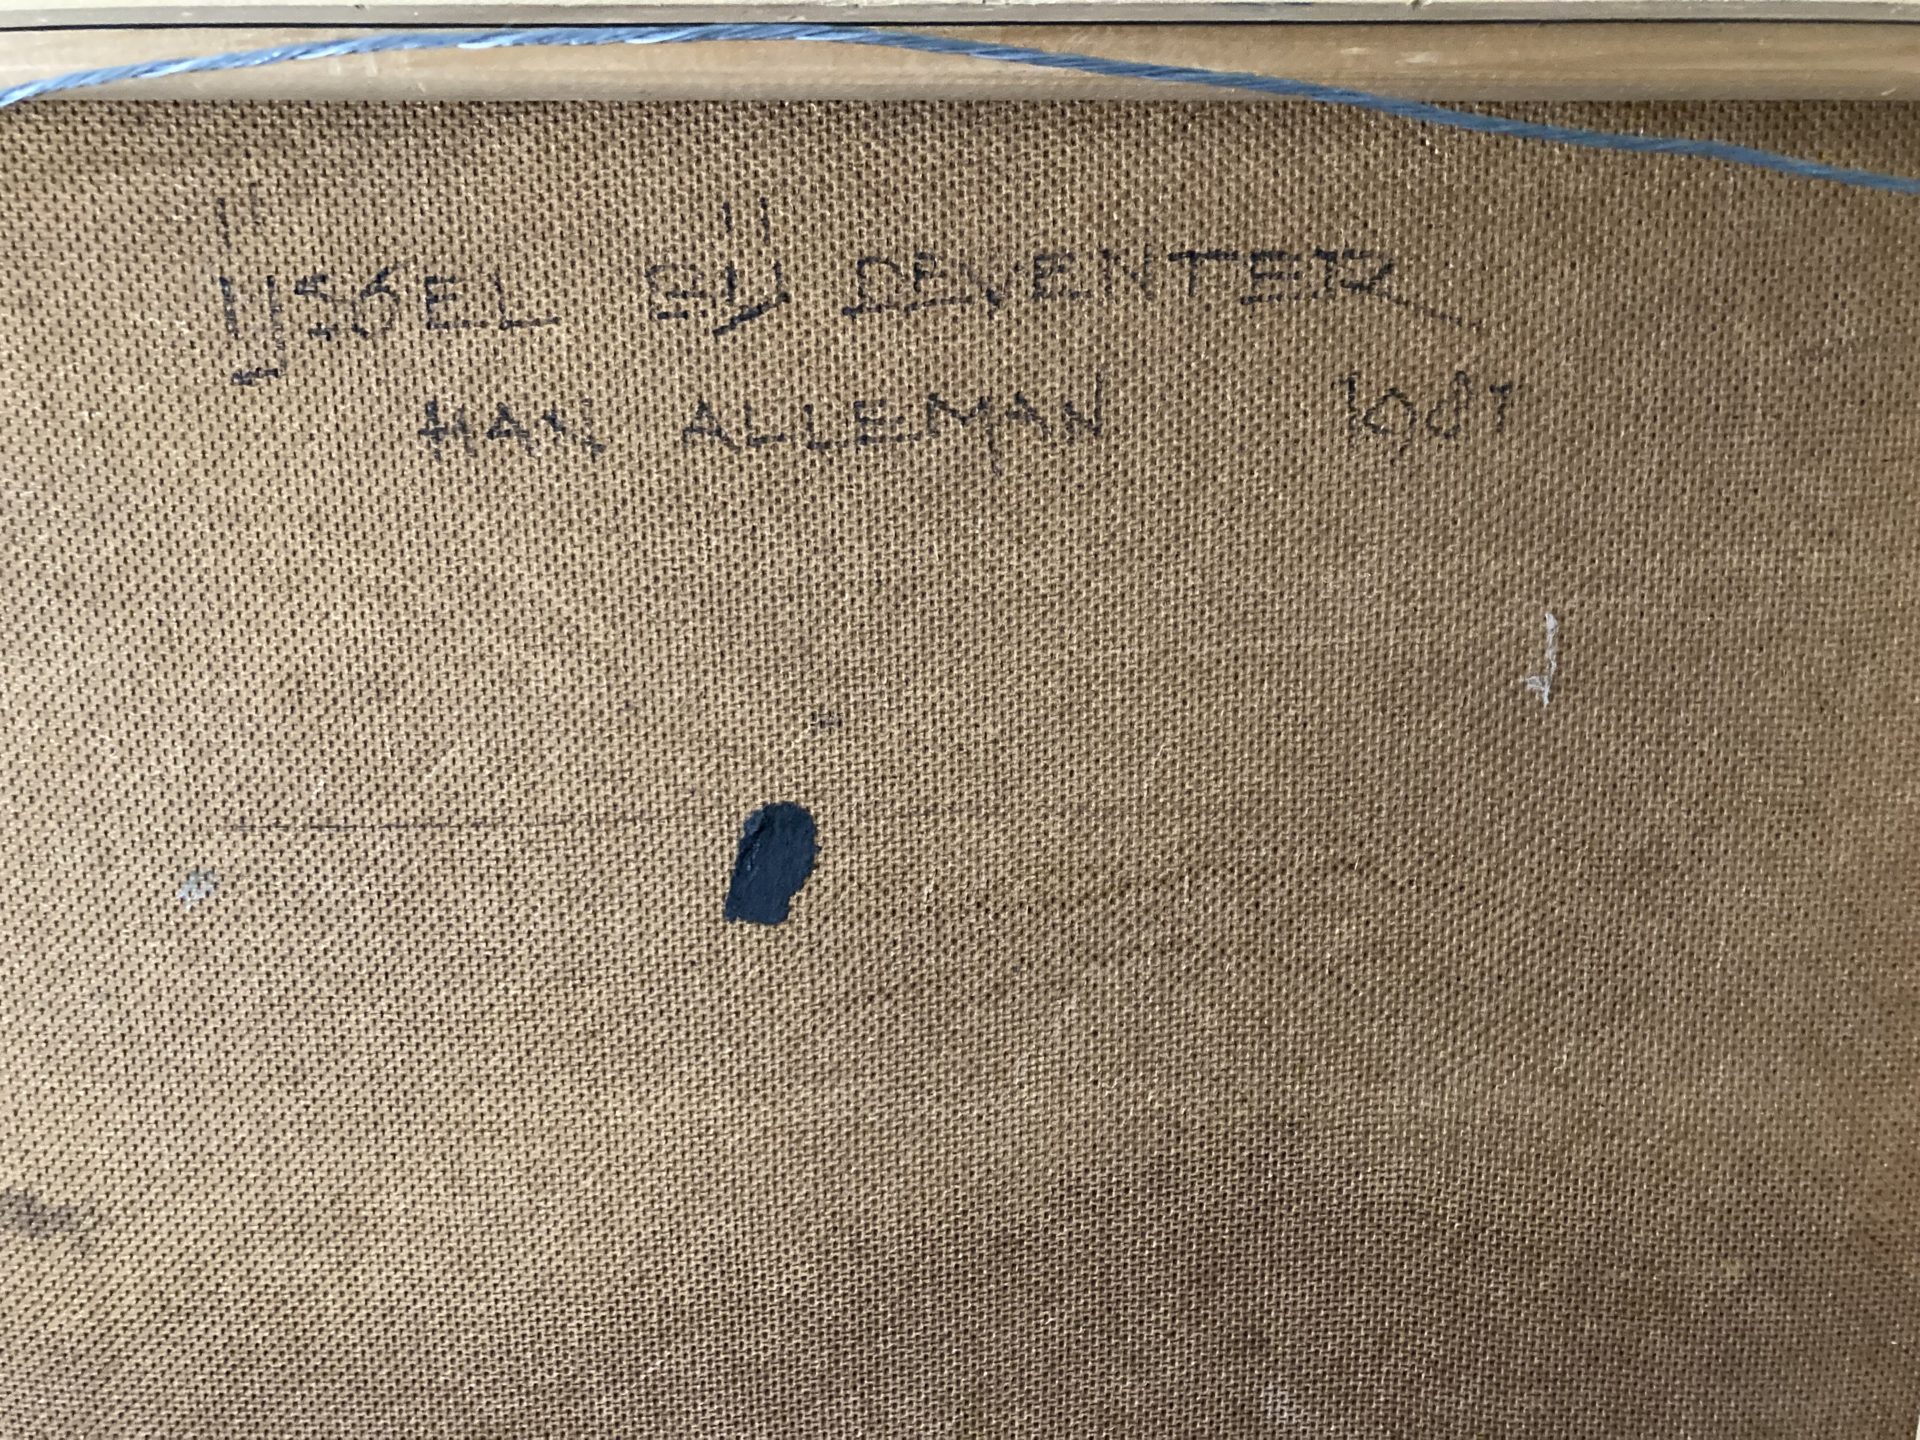 IJSSEL BIJ DEVENTER
HAN ALLEMAN 1987